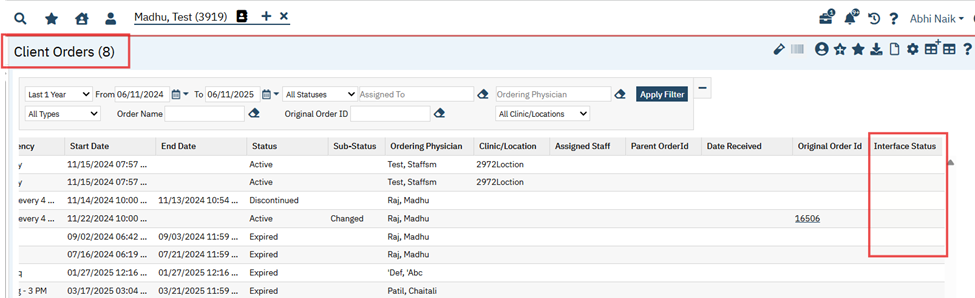 Madhu, Test (3919) 1 9+ ? Abhi Naik
Client Orders (8) ?
Last 1 Year From 06/11/2024 To 06/11/2025 All Statuses Assigned To Ordering Physician Apply Filter
All Types Order Name Original Order ID All Clinic/Locations
ency Start Date End Date Status Sub-Status Ordering Physician Clinic/Location Assigned Staff Parent OrderId Date Received Original Order Id Interface Status
y 11/15/2024 07:57 ... Active Test, Staffsm 2972Loction
y 11/15/2024 07:57 ... Active Test, Staffsm 2972Loction
every 4 ... 11/14/2024 10:00 ... 11/13/2024 10:54 ... Discontinued Raj, Madhu
every 4 ... 11/22/2024 10:00 ... Active Changed Raj, Madhu 16506
09/02/2024 06:42 ... 09/03/2024 11:59 ... Expired Raj, Madhu
07/16/2024 06:19 ... 07/21/2024 11:59 ... Expired Raj, Madhu
q 01/27/2025 12:16 ... 01/27/2025 12:16 ... Expired 'Def, 'Abc
g - 3 PM 03/17/2025 03:04 ... 03/21/2025 11:59 ... Expired Patil, Chaitali